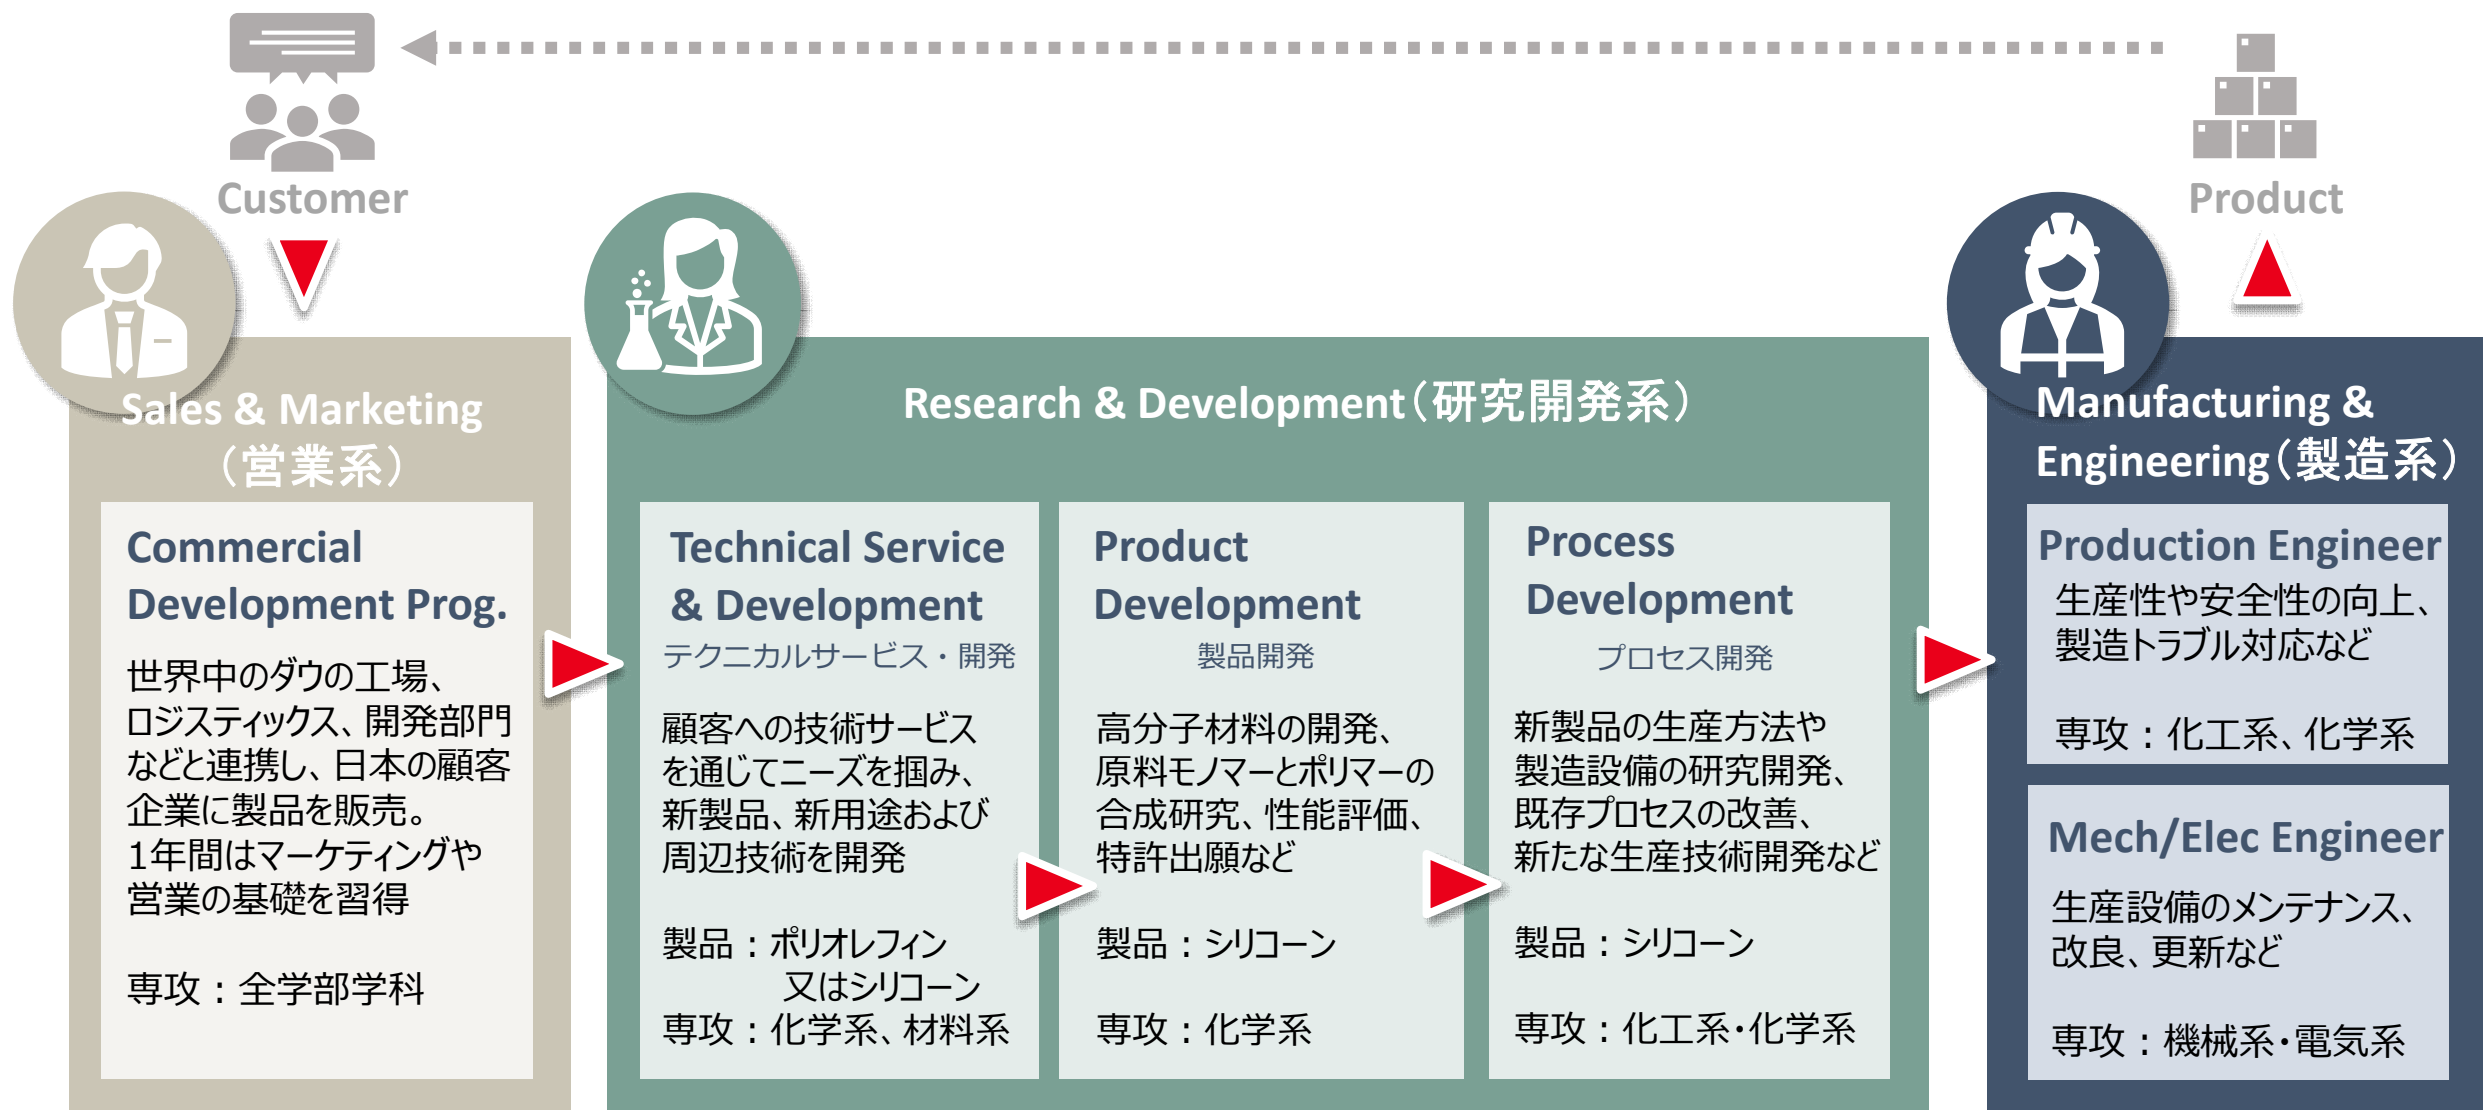 Customer
Product
Sales & Marketing
（営業系）
Commercial
Development Prog.
世界中のダウの工場、
ロジスティックス、開発部門
などと連携し、日本の顧客
企業に製品を販売。
1年間はマーケティングや
営業の基礎を習得
専攻：全学部学科
Research & Development（研究開発系）
Technical Service
& Development
テクニカルサービス・開発
顧客への技術サービス
を通じてニーズを掴み、
新製品、新用途および
周辺技術を開発
製品：ポリオレフィン
又はシリコーン
専攻：化学系、材料系
Product
Development
製品開発
高分子材料の開発、
原料モノマーとポリマーの
合成研究、性能評価、
特許出願など
製品：シリコーン
専攻：化学系
Process
Development
プロセス開発
新製品の生産方法や
製造設備の研究開発、
既存プロセスの改善、
新たな生産技術開発など
製品：シリコーン
専攻：化工系・化学系
Manufacturing &
Engineering（製造系）
Production Engineer
生産性や安全性の向上、
製造トラブル対応など
専攻：化工系、化学系
Mech/Elec Engineer
生産設備のメンテナンス、
改良、更新など
専攻：機械系・電気系